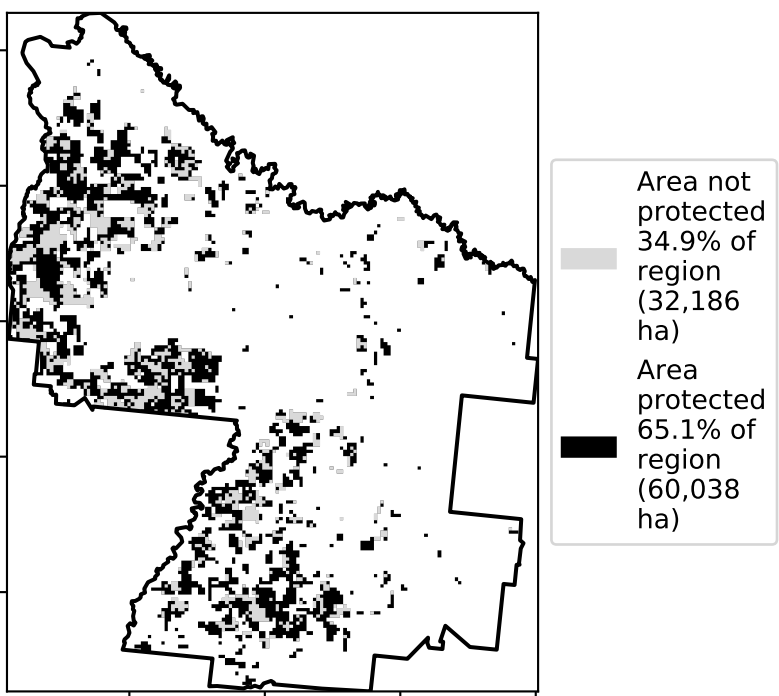 Area not
protected
34.9% of
region
(32,186
ha)
Area
protected
65.1% of
region
(60,038
ha)